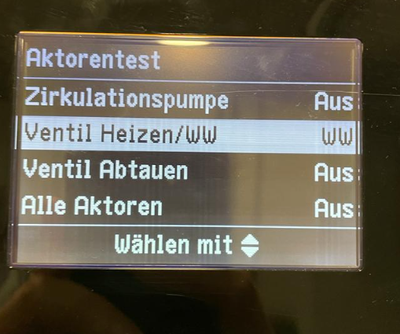 Aktorentest
Zirkulationspumpe Aus
Ventil Heizen/WW WW
Ventil Abtauen Aus
Alle Aktoren Aus
Wählen mit